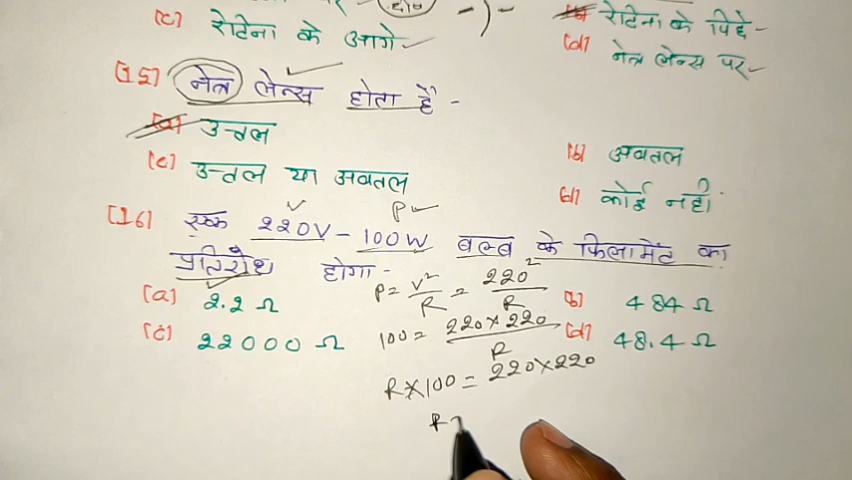 (c) रेटिना के आगे
(d) रेटिना के पिछे
नेत्र लेन्स पर
[15] नेत्र लेन्स होता है -
(a) उत्तल
(b) अवतल
(c) उत्तल या अवतल
(d) कोई नही
P
[16] एक 220V - 100W बल्ब के फिलामेंट का
प्रतिरोध होगा -
(a) 2.2 Ω
(b) 484 Ω
(c) 22000 Ω
(d) 48.4 Ω
P = V²/R = 220²/R
100 = 220 × 220/R
R × 100 = 220 × 220
R